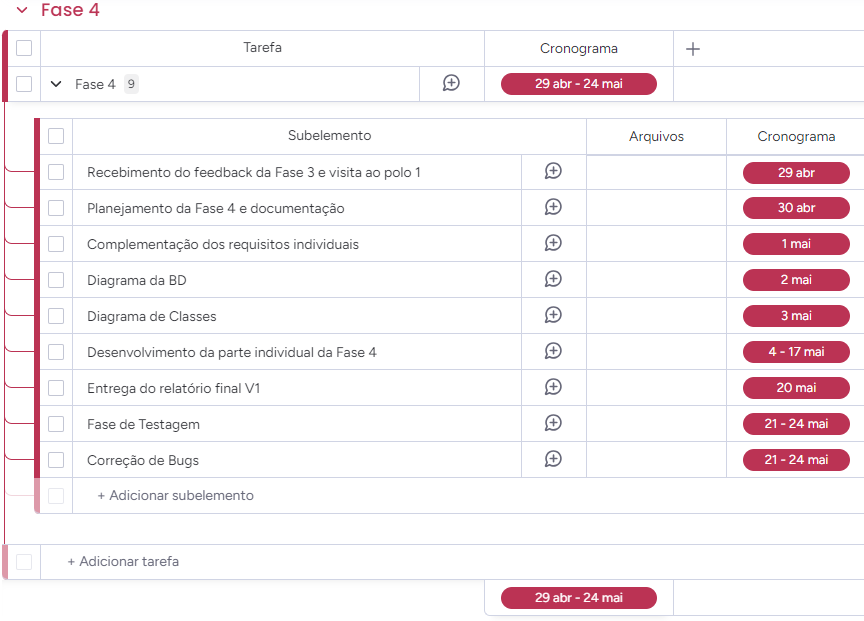 Fase 4
Tarefa Cronograma
Fase 4 9 29 abr - 24 mai
Subelemento Arquivos Cronograma
Recebimento do feedback da Fase 3 e visita ao polo 1 29 abr
Planejamento da Fase 4 e documentação 30 abr
Complementação dos requisitos individuais 1 mai
Diagrama da BD 2 mai
Diagrama de Classes 3 mai
Desenvolvimento da parte individual da Fase 4 4 - 17 mai
Entrega do relatório final V1 20 mai
Fase de Testagem 21 - 24 mai
Correção de Bugs 21 - 24 mai
+ Adicionar subelemento
+ Adicionar tarefa
29 abr - 24 mai